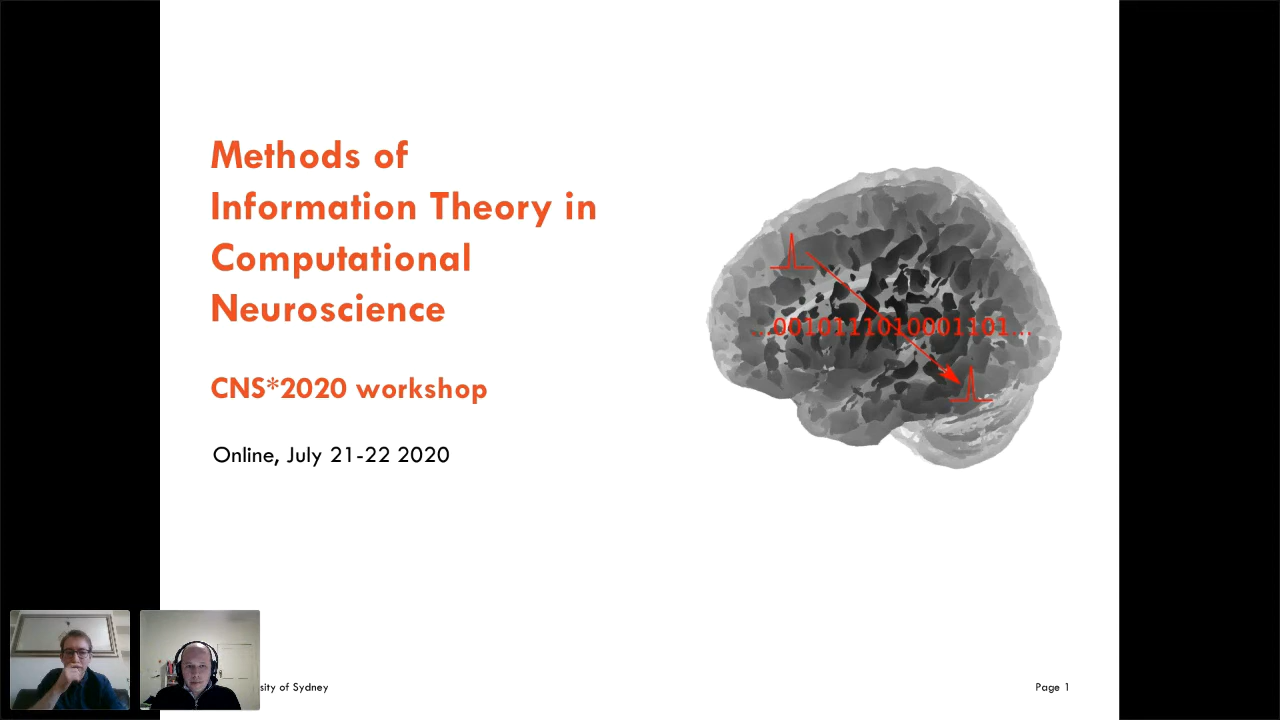 Methods of
Information Theory in
Computational
Neuroscience
...0010111010001101...
CNS*2020 workshop
Online, July 21-22 2020
of Sydney
Page 1